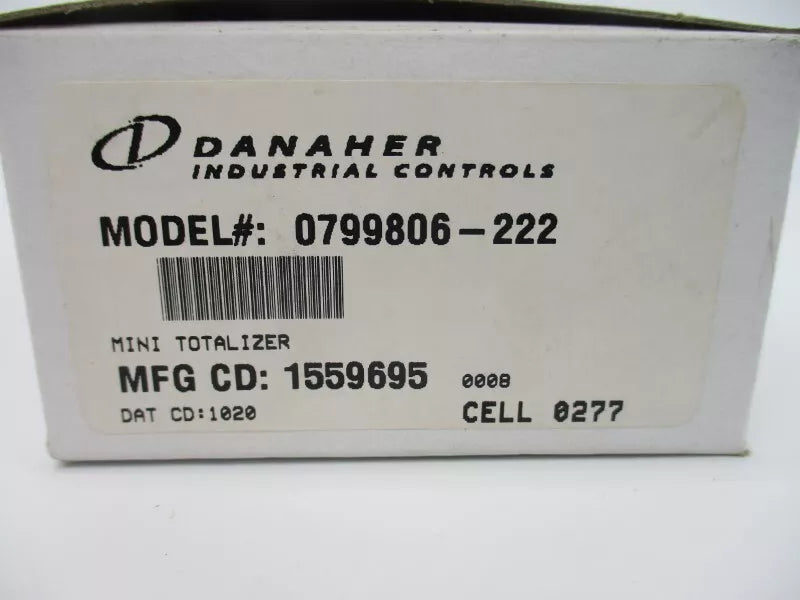 DANAHER
INDUSTRIAL CONTROLS
MODEL#: 0799806-222
MINI TOTALIZER
MFG CD: 1559695 0008
DAT CD:1020 CELL 0277